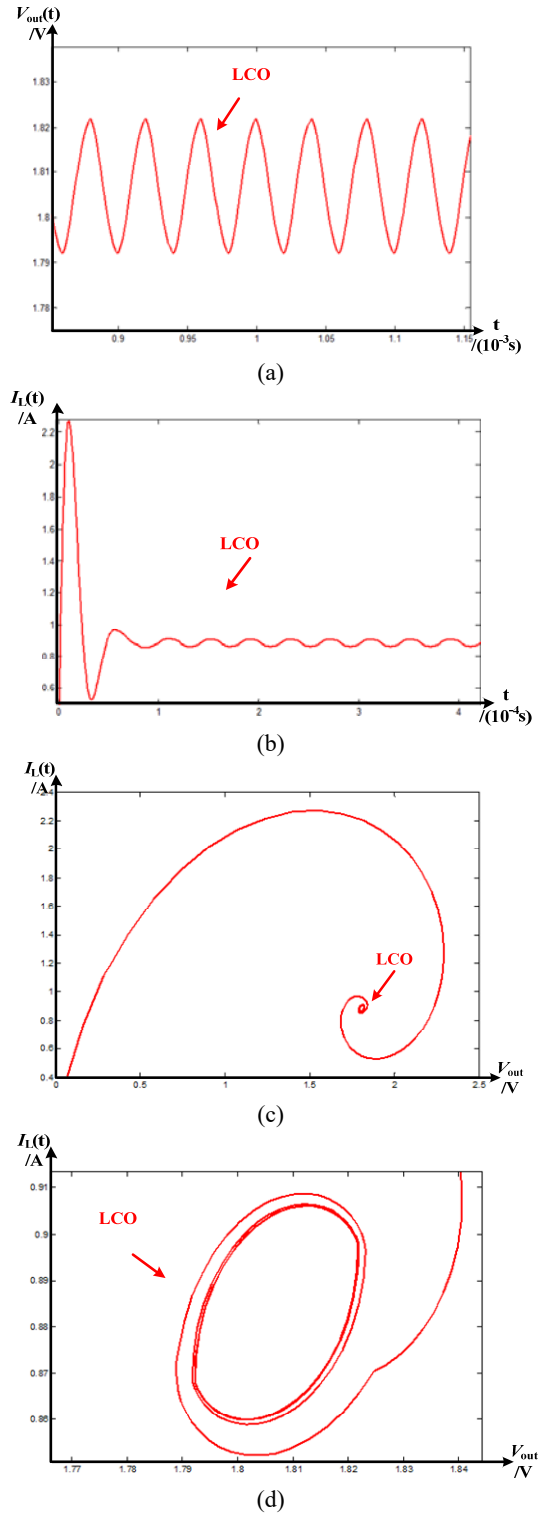 Vout(t)
/V
LCO
1.83
1.82
1.81
1.8
1.79
1.78
0.9 0.95 1 1.05 1.1 1.15
t
/(10-3s)
(a)
IL(t)
/A
2.2
2
1.8
1.6
1.4
1.2
1
0.8
0.6
LCO
0 1 2 3 4
t
/(10-4s)
(b)
IL(t)
/A
2.4
2.2
2
1.8
1.6
1.4
1.2
1
0.8
0.6
0.4
LCO
0 0.5 1 1.5 2 2.5
Vout
/V
(c)
IL(t)
/A
0.91
0.9
0.89
0.88
0.87
0.86
LCO
1.77 1.78 1.79 1.8 1.81 1.82 1.83 1.84
Vout
/V
(d)